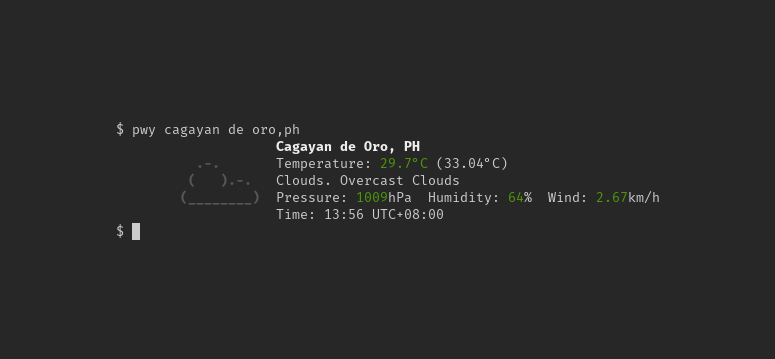 $ pwy cagayan de oro,ph
Cagayan de Oro, PH
Temperature: 29.7°C (33.04°C)
Clouds. Overcast Clouds
Pressure: 1009hPa  Humidity: 64%  Wind: 2.67km/h
Time: 13:56 UTC+08:00
$